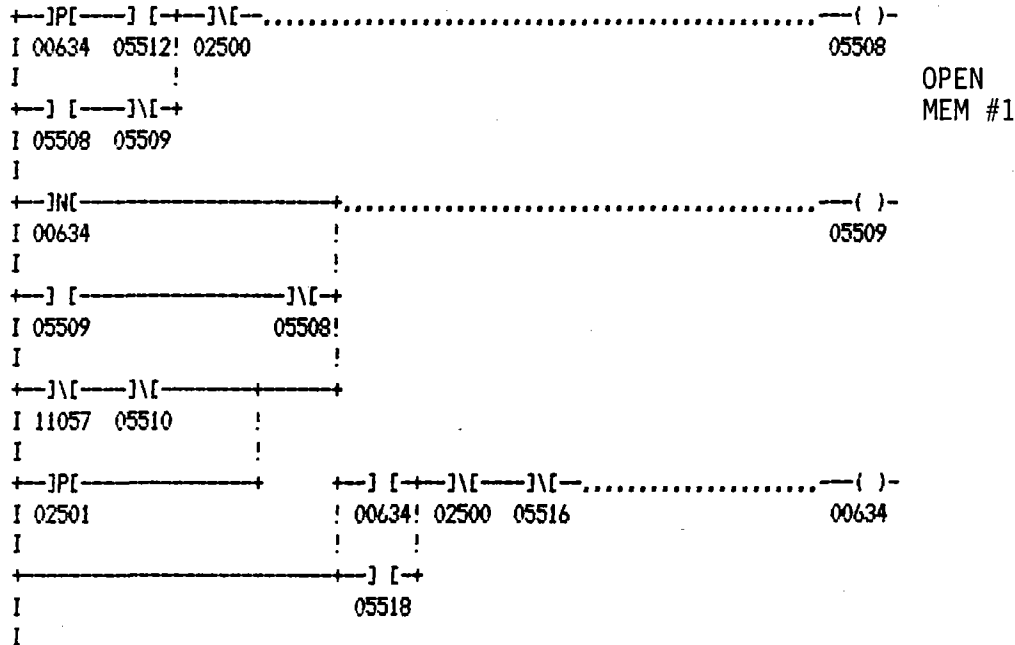 +--]P[----] [-+--]\[--.................................................---( )-
I 00634 05512! 02500 05508
I ! OPEN
+--] [----]\[-+ MEM #1
I 05508 05509
I
+--]N[-----------------------+..........................................---( )-
I 00634 ! 05509
I !
+--] [------------------]\[-+
I 05509 05508!
I !
+--]\[----]\[--------+-------+
I 11057 05510 !
I !
+--]P[---------------+ +--] [-+--]\[----]\[--.....................---( )-
I 02501 ! 00634! 02500 05516 00634
I ! !
+----------------------------+--] [-+
I 05518
I